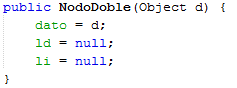 public NodoDoble(Object d) {
    dato = d;
    ld = null;
    li = null;
}